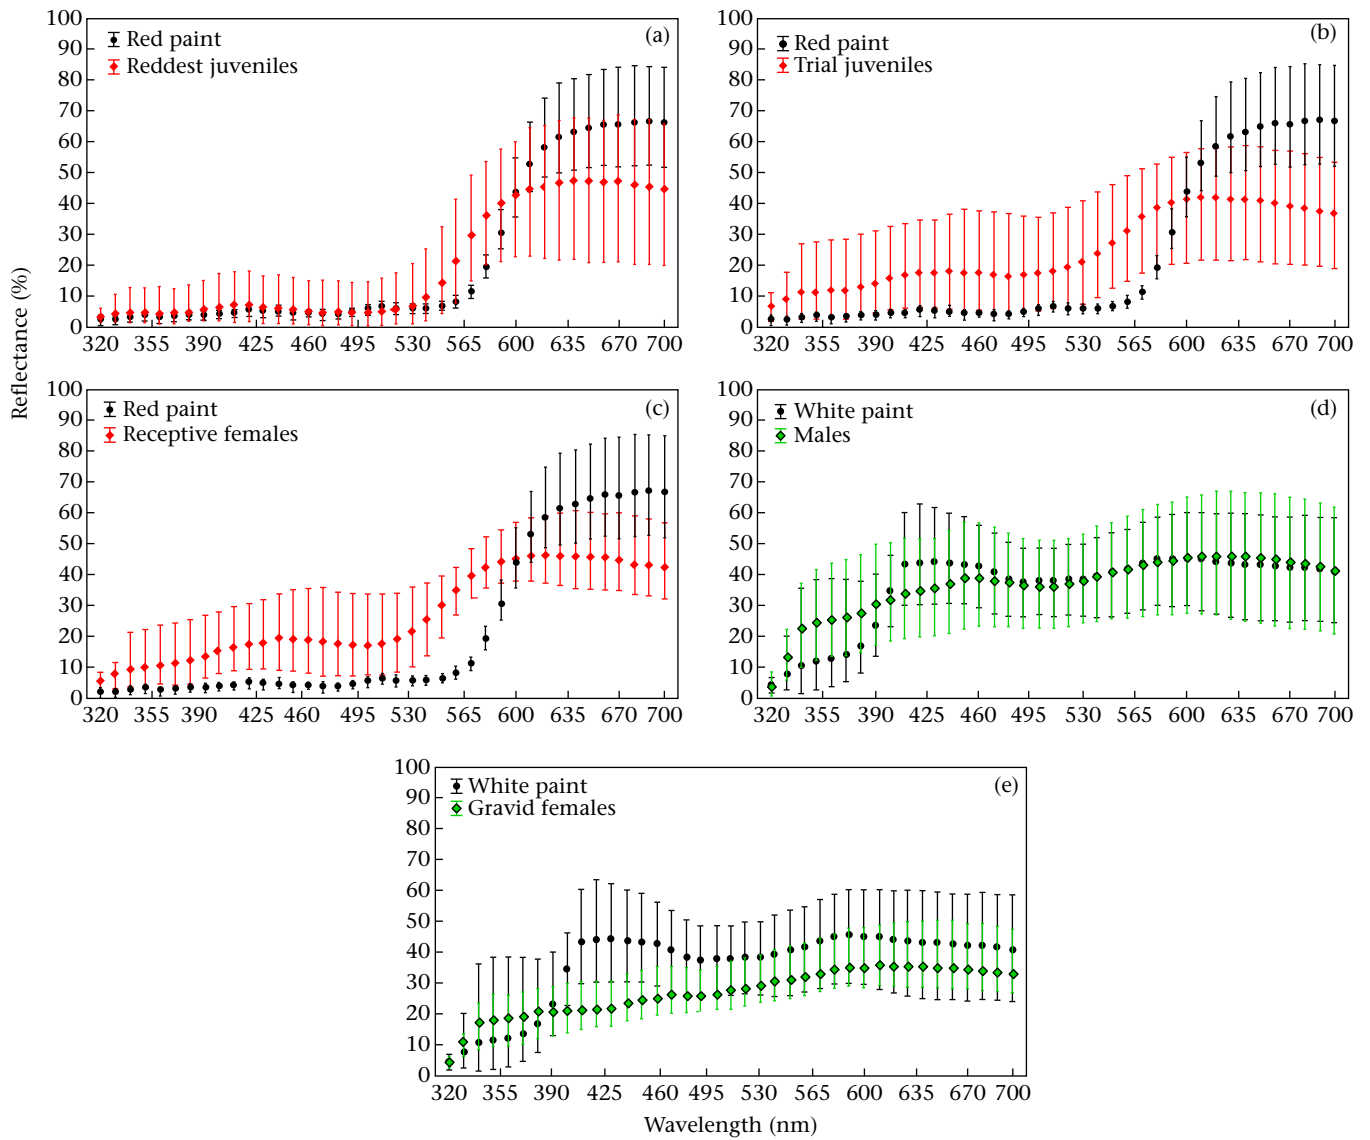 100 90 80 70 60 50 40 30 20 10 0
Red paint
Reddest juveniles
(a)
320 355 390 425 460 495 530 565 600 635 670 700
100 90 80 70 60 50 40 30 20 10 0
Red paint
Trial juveniles
(b)
320 355 390 425 460 495 530 565 600 635 670 700
Reflectance (%)
100 90 80 70 60 50 40 30 20 10 0
Red paint
Receptive females
(c)
320 355 390 425 460 495 530 565 600 635 670 700
100 90 80 70 60 50 40 30 20 10 0
White paint
Males
(d)
320 355 390 425 460 495 530 565 600 635 670 700
100 90 80 70 60 50 40 30 20 10 0
White paint
Gravid females
(e)
320 355 390 425 460 495 530 565 600 635 670 700
Wavelength (nm)